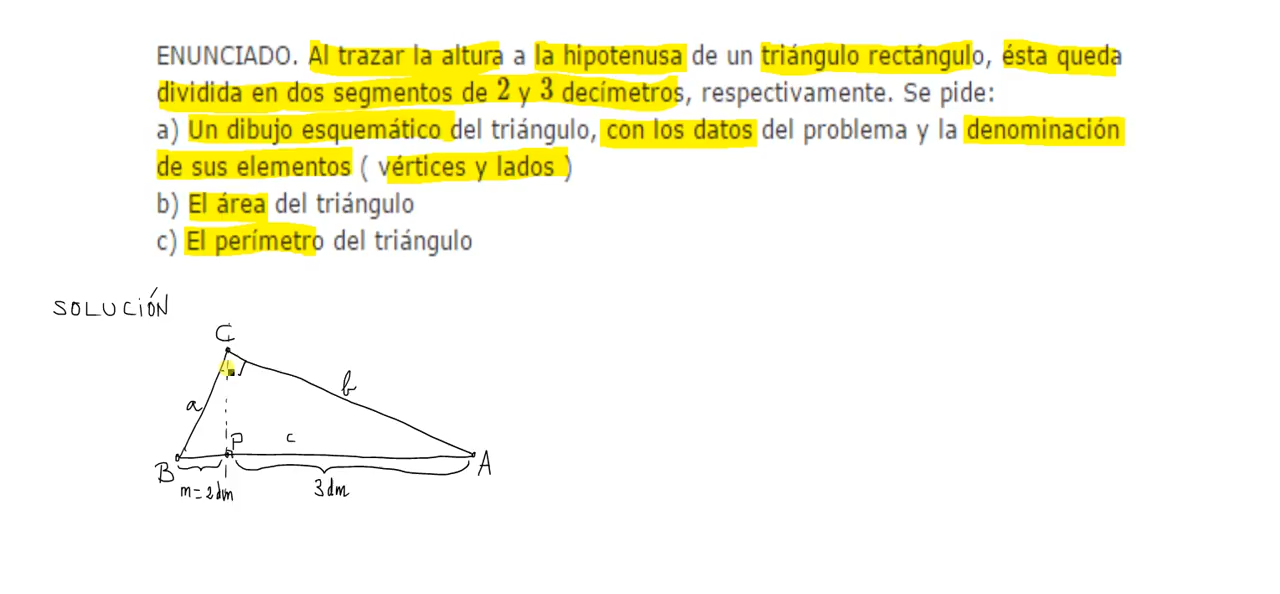 ENUNCIADO. Al trazar la altura a la hipotenusa de un triángulo rectángulo, ésta queda
dividida en dos segmentos de 2 y 3 decímetros, respectivamente. Se pide:
a) Un dibujo esquemático del triángulo, con los datos del problema y la denominación
de sus elementos ( vértices y lados )
b) El área del triángulo
c) El perímetro del triángulo
SOLUCIÓN
C
b
a
P c
B A
m=2dm 3dm